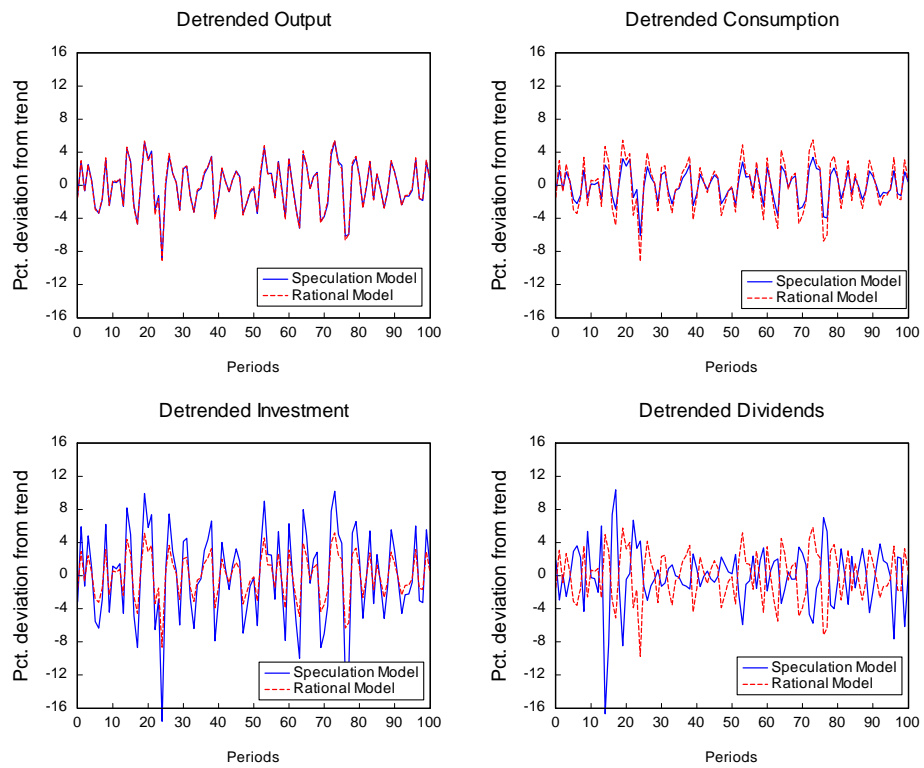 Detrended Output
Pct. deviation from trend
16
12
8
4
0
-4
-8
-12
-16
0 10 20 30 40 50 60 70 80 90 100
Periods
Speculation Model
Rational Model
Detrended Consumption
Pct. deviation from trend
16
12
8
4
0
-4
-8
-12
-16
0 10 20 30 40 50 60 70 80 90 100
Periods
Speculation Model
Rational Model
Detrended Investment
Pct. deviation from trend
16
12
8
4
0
-4
-8
-12
-16
0 10 20 30 40 50 60 70 80 90 100
Periods
Speculation Model
Rational Model
Detrended Dividends
Pct. deviation from trend
16
12
8
4
0
-4
-8
-12
-16
0 10 20 30 40 50 60 70 80 90 100
Periods
Speculation Model
Rational Model